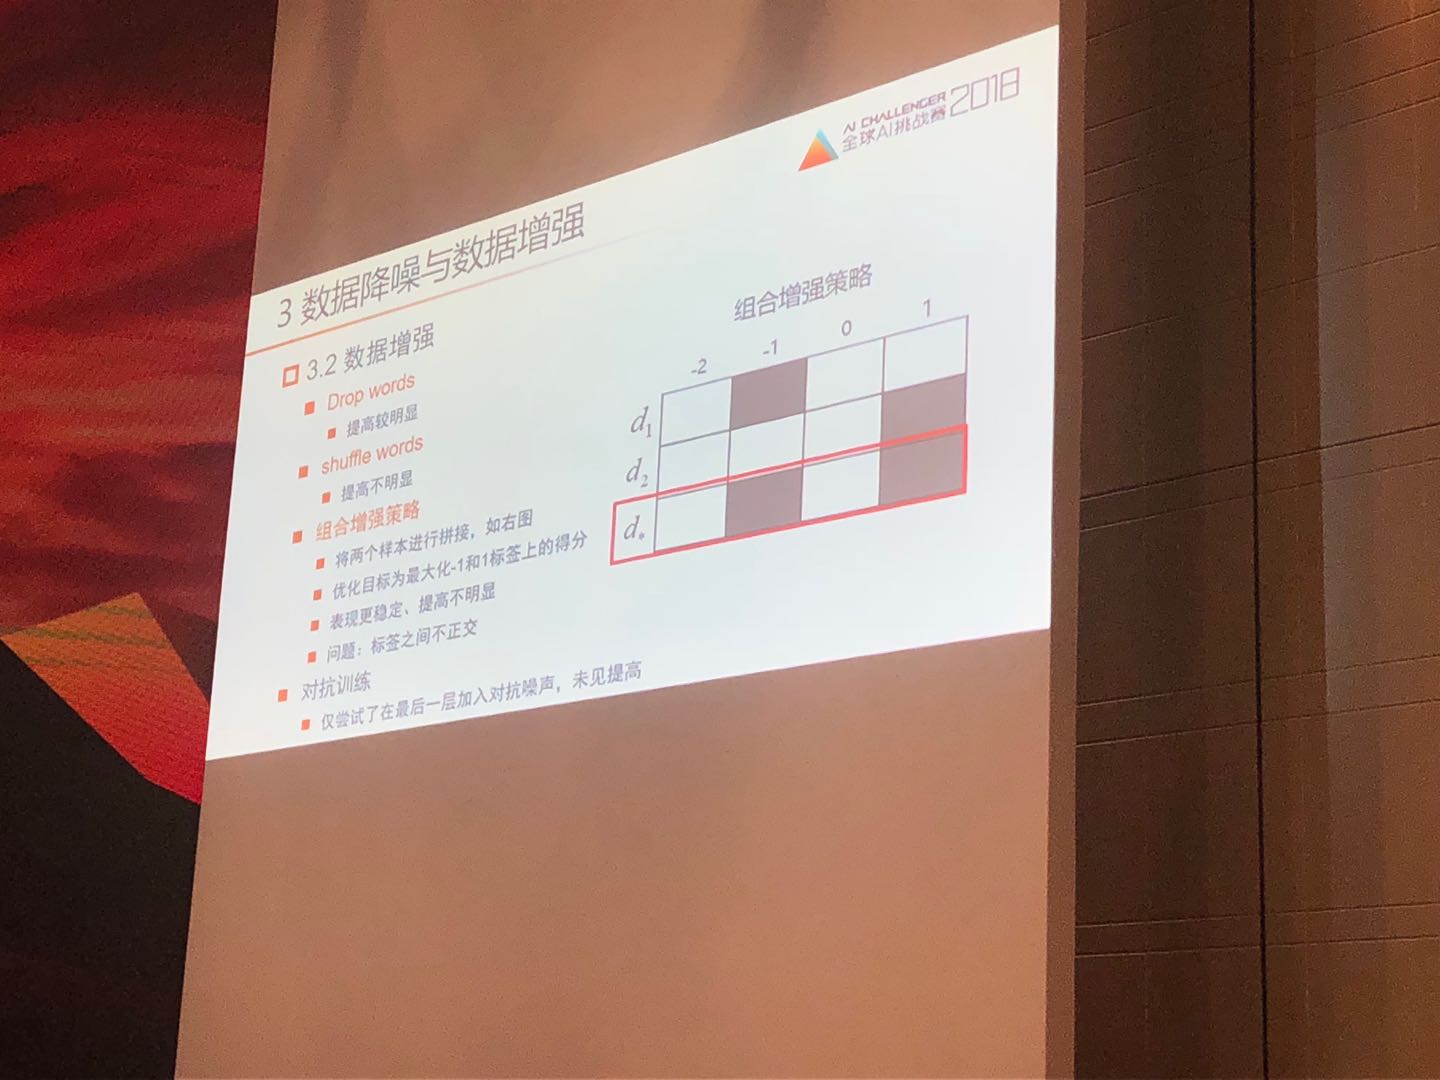 AI CHALLENGER
全球AI挑战赛 2018
3 数据降噪与数据增强
3.2 数据增强
Drop words
提高较明显
shuffle words
提高不明显
组合增强策略
将两个样本进行拼接，如右图
优化目标为最大化-1和1标签上的得分
表现更稳定、提高不明显
问题：标签之间不正交
对抗训练
仅尝试了在最后一层加入对抗噪声，未见提高
组合增强策略
-2 -1 0 1
d1
d2
d*